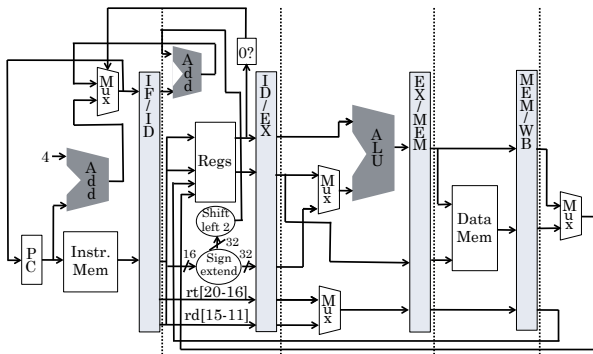 0?
Mux
Add
IF/ID
ID/EX
EX/MEM
MEM/WB
ALU
4
Add
Regs
Mux
Mux
Shift
left 2
Data
Mem
PC
Instr.
Mem
32
16
Sign
extend
32
rt[20-16]
rd[15-11]
Mux